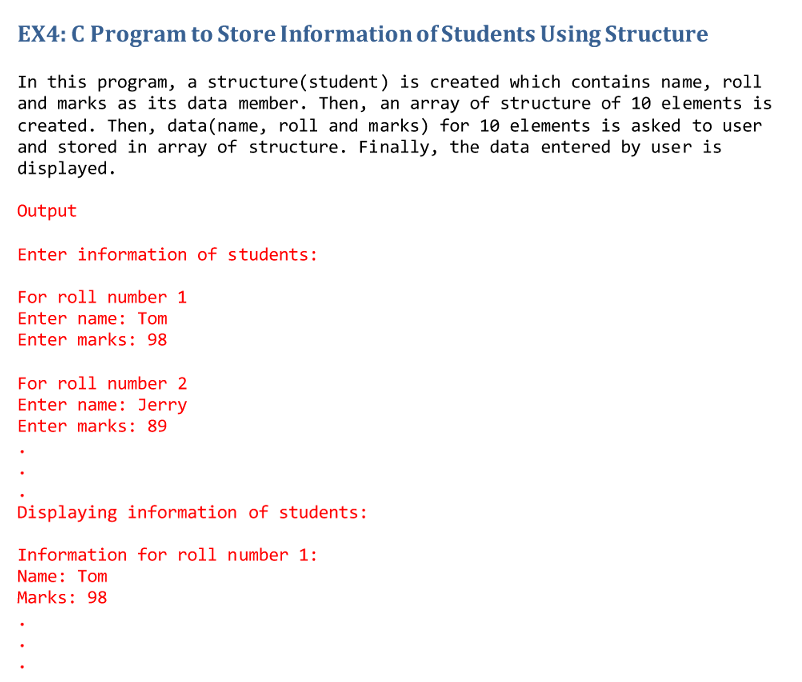 EX4: C Program to Store Information of Students Using Structure
In this program, a structure(student) is created which contains name, roll
and marks as its data member. Then, an array of structure of 10 elements is
created. Then, data(name, roll and marks) for 10 elements is asked to user
and stored in array of structure. Finally, the data entered by user is
displayed.
Output
Enter information of students:
For roll number 1
Enter name: Tom
Enter marks: 98
For roll number 2
Enter name: Jerry
Enter marks: 89
.
.
.
Displaying information of students:
Information for roll number 1:
Name: Tom
Marks: 98
.
.
.